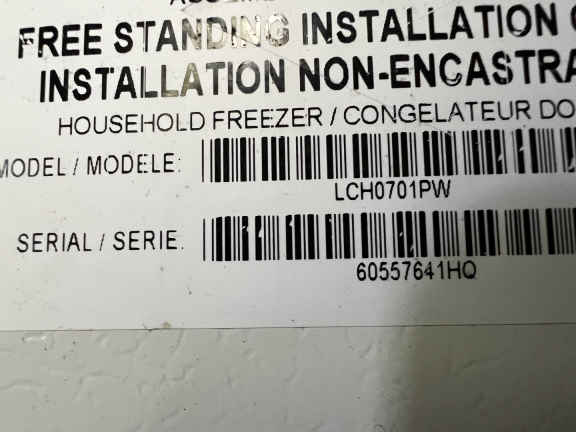 FREE STANDING INSTALLATION
INSTALLATION NON-ENCASTRA
HOUSEHOLD FREEZER / CONGELATEUR DO
MODEL / MODELE: LCH0701PW
SERIAL / SERIE: 60557641HQ